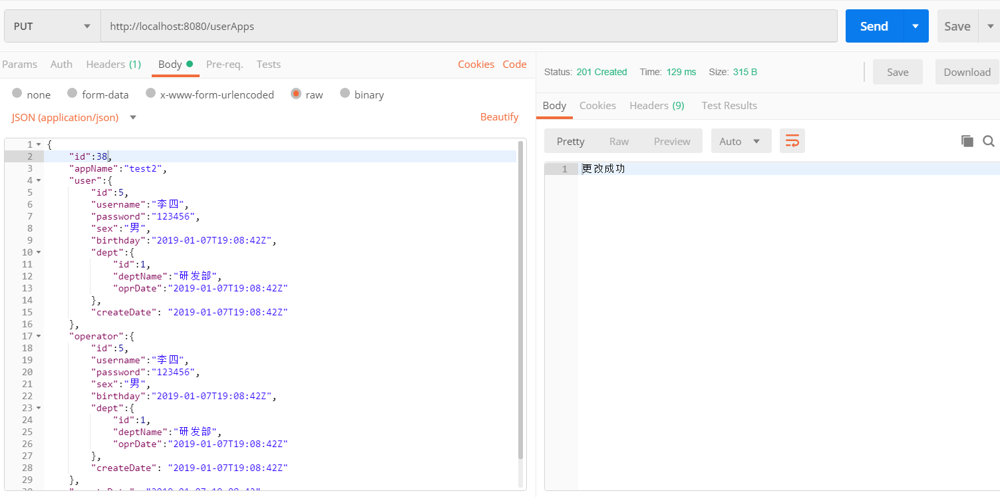 PUT http://localhost:8080/userApps Send Save
Params Auth Headers (1) Body Pre-req. Tests Cookies Code
none form-data x-www-form-urlencoded raw binary
JSON (application/json) Beautify
1 {
2 "id":38,
3 "appName":"test2",
4 "user":{
5 "id":5,
6 "username":"李四",
7 "password":"123456",
8 "sex":"男",
9 "birthday":"2019-01-07T19:08:42Z",
10 "dept":{
11 "id":1,
12 "deptName":"研发部",
13 "oprDate":"2019-01-07T19:08:42Z"
14 },
15 "createDate": "2019-01-07T19:08:42Z"
16 },
17 "operator":{
18 "id":5,
19 "username":"李四",
20 "password":"123456",
21 "sex":"男",
22 "birthday":"2019-01-07T19:08:42Z",
23 "dept":{
24 "id":1,
25 "deptName":"研发部",
26 "oprDate":"2019-01-07T19:08:42Z"
27 },
28 "createDate": "2019-01-07T19:08:42Z"
29 },
Status: 201 Created Time: 129 ms Size: 315 B Save Download
Body Cookies Headers (9) Test Results
Pretty Raw Preview Auto
1 更改成功